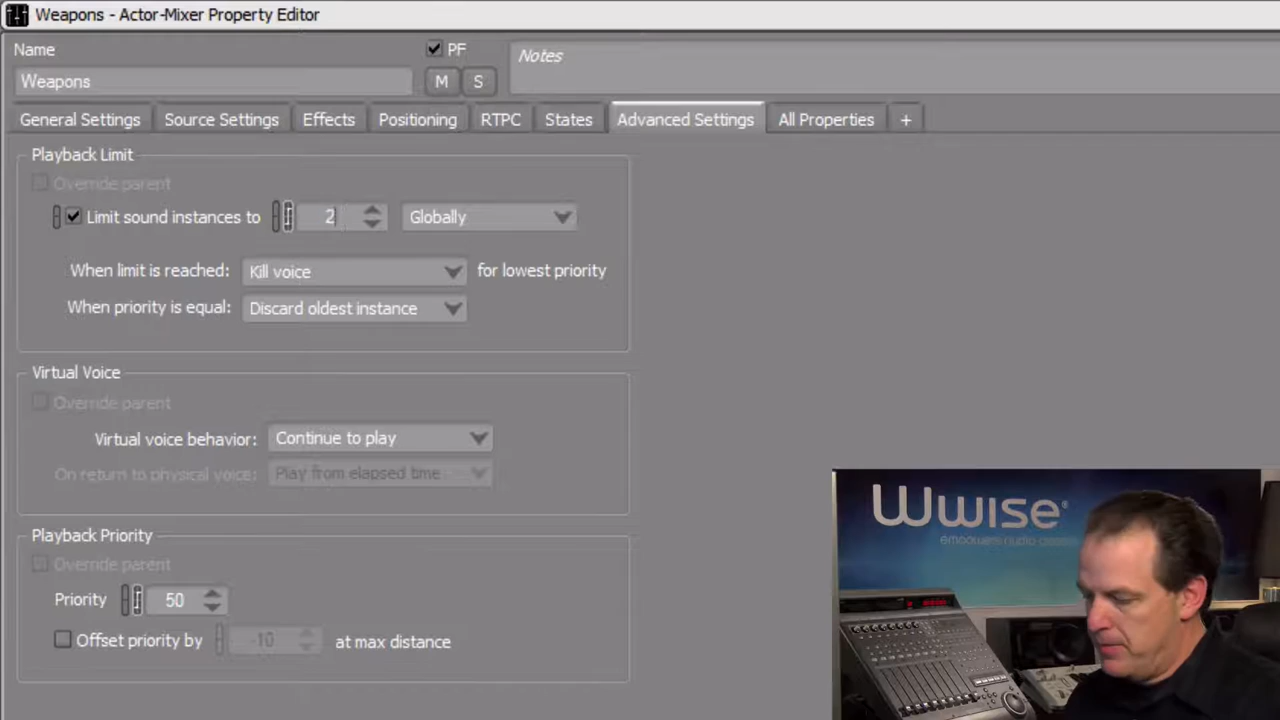 Weapons - Actor-Mixer Property Editor
Name
PF
Notes
Weapons
M
S
General Settings
Source Settings
Effects
Positioning
RTPC
States
Advanced Settings
All Properties
+
Playback Limit
Override parent
Limit sound instances to
2
Globally
When limit is reached:
Kill voice
for lowest priority
When priority is equal:
Discard oldest instance
Virtual Voice
Override parent
Virtual voice behavior:
Continue to play
On return to physical voice:
Play from elapsed time
Playback Priority
Override parent
Priority
50
Offset priority by
-10
at max distance
Wwise®